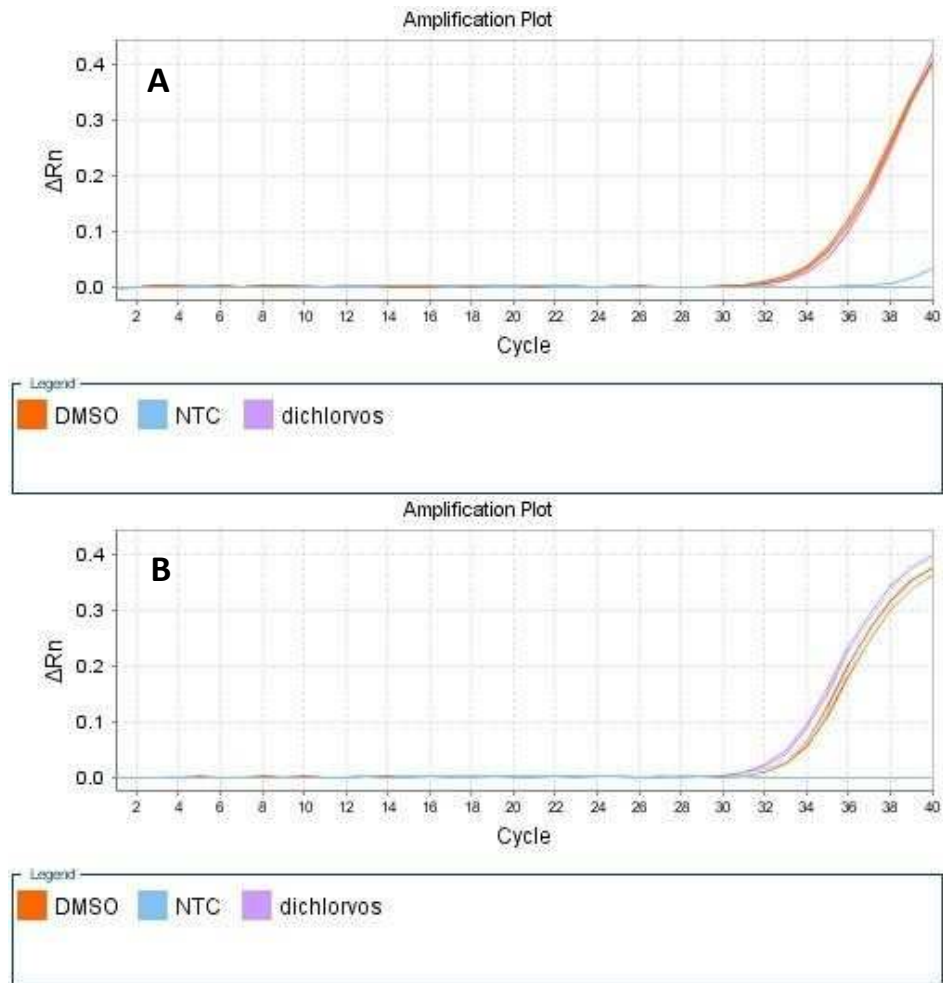 Amplification Plot
A
0.4
0.3
0.2
0.1
0.0
ΔRn
2 4 6 8 10 12 14 16 18 20 22 24 26 28 30 32 34 36 38 40
Cycle
Legend
DMSO NTC dichlorvos
Amplification Plot
B
0.4
0.3
0.2
0.1
0.0
ΔRn
2 4 6 8 10 12 14 16 18 20 22 24 26 28 30 32 34 36 38 40
Cycle
Legend
DMSO NTC dichlorvos